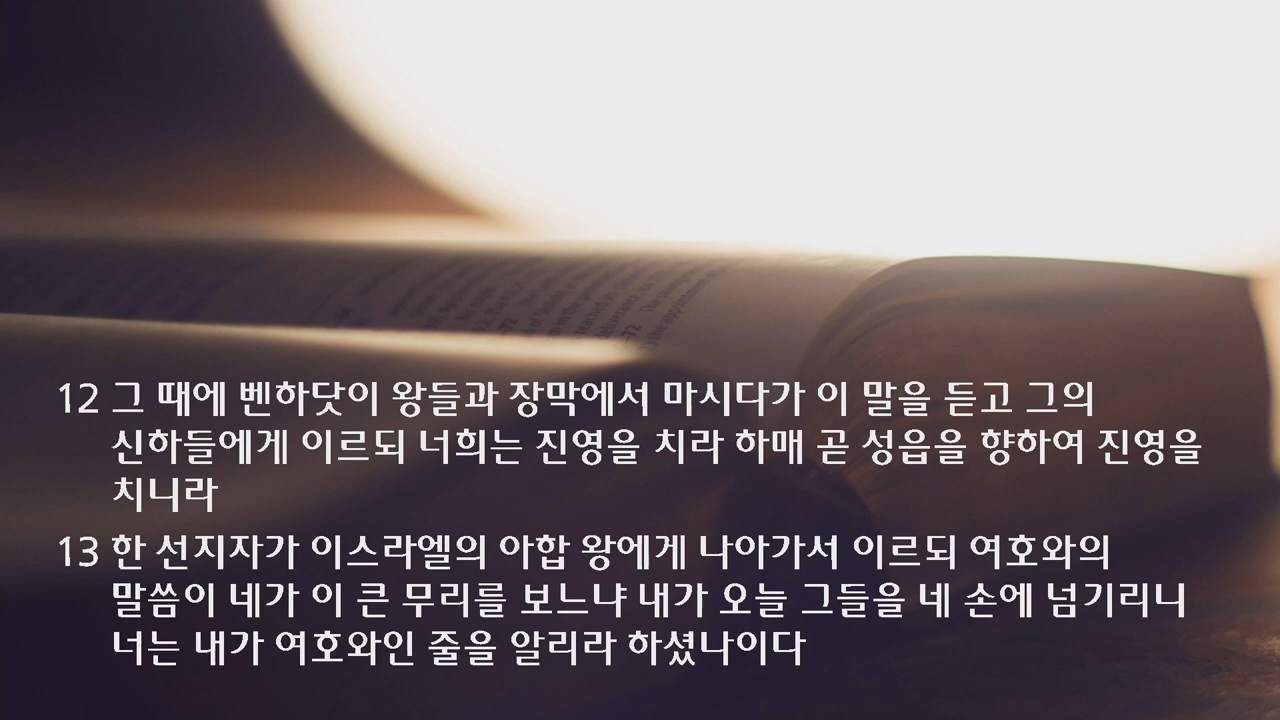 12 그 때에 벤하닷이 왕들과 장막에서 마시다가 이 말을 듣고 그의
신하들에게 이르되 너희는 진영을 치라 하매 곧 성읍을 향하여 진영을
치니라
13 한 선지자가 이스라엘의 아합 왕에게 나아가서 이르되 여호와의
말씀이 네가 이 큰 무리를 보느냐 내가 오늘 그들을 네 손에 넘기리니
너는 내가 여호와인 줄을 알리라 하셨나이다